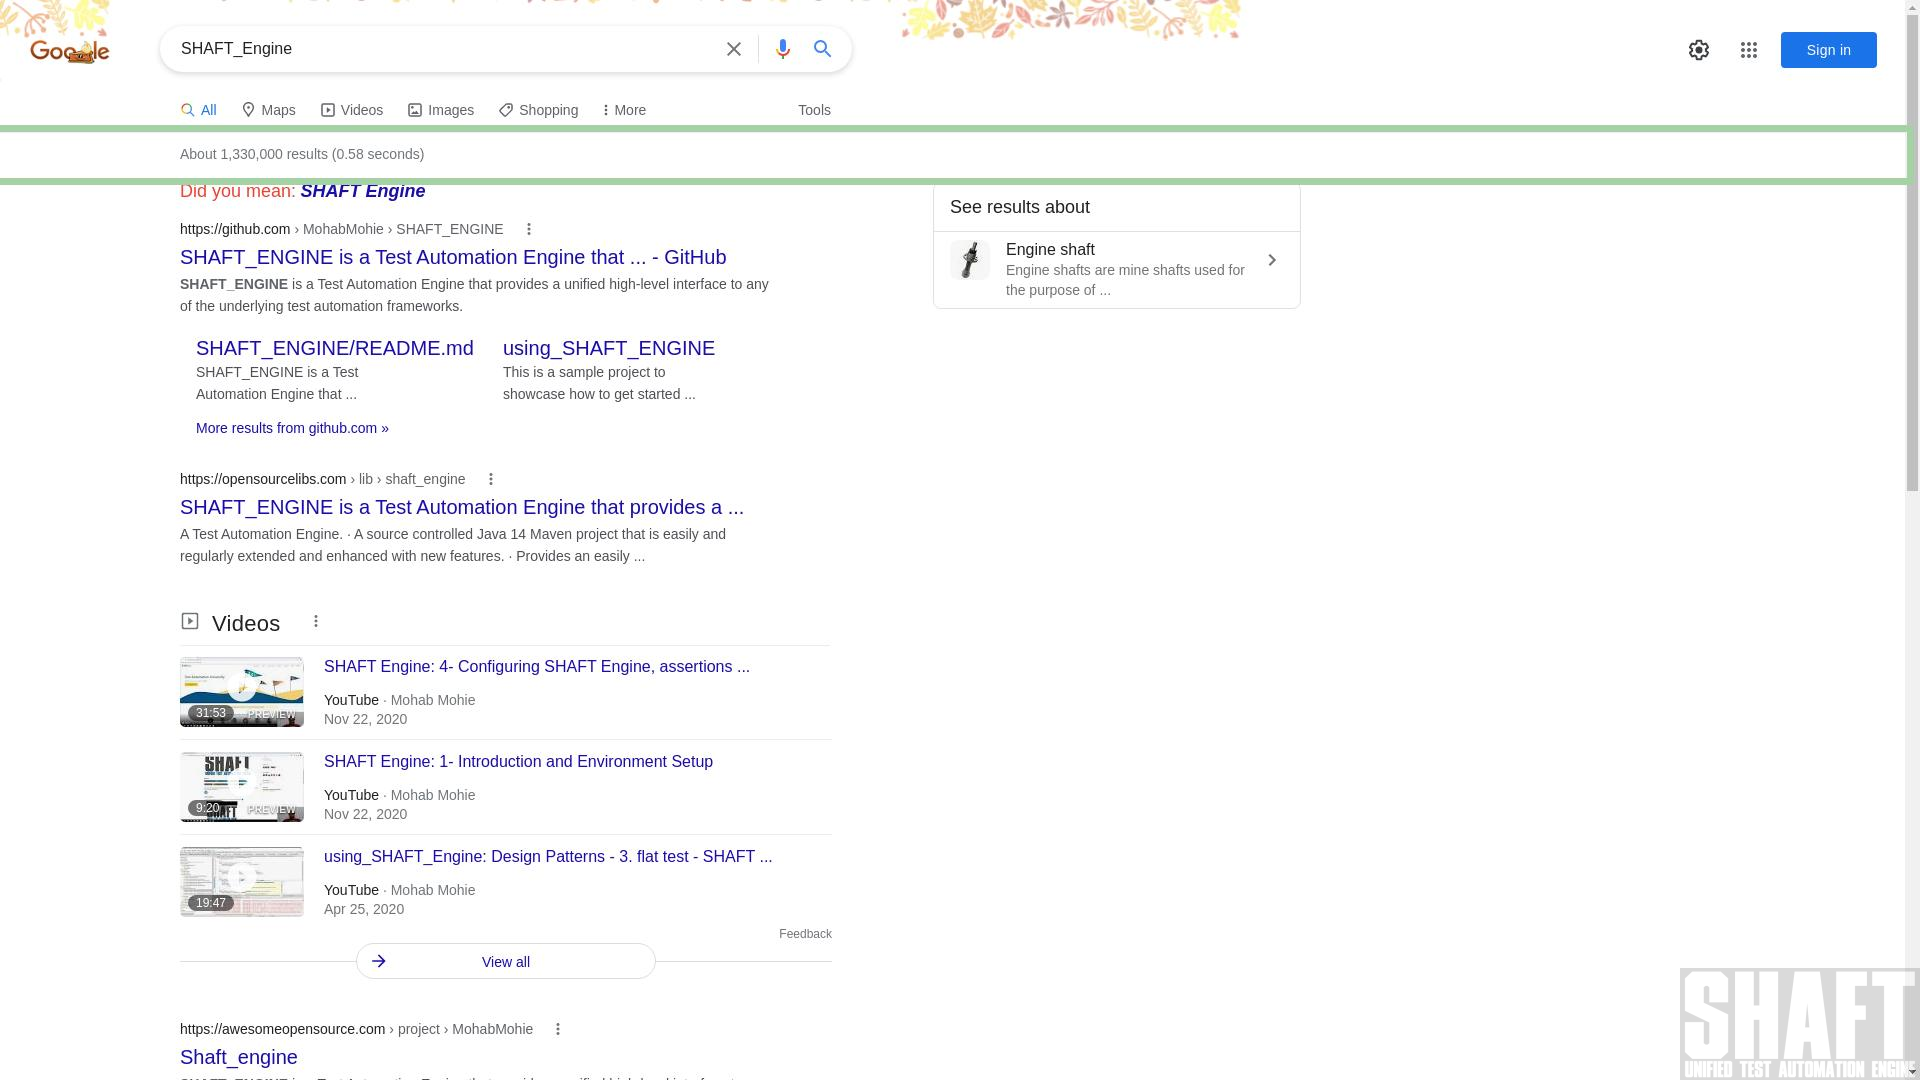 Google
SHAFT_Engine
Sign in
All
Maps
Videos
Images
Shopping
More
Tools
About 1,330,000 results (0.58 seconds)
Did you mean: SHAFT Engine
https://github.com › MohabMohie › SHAFT_ENGINE
SHAFT_ENGINE is a Test Automation Engine that ... - GitHub
SHAFT_ENGINE is a Test Automation Engine that provides a unified high-level interface to any
of the underlying test automation frameworks.
SHAFT_ENGINE/README.md
SHAFT_ENGINE is a Test
Automation Engine that ...
using_SHAFT_ENGINE
This is a sample project to
showcase how to get started ...
More results from github.com »
https://opensourcelibs.com › lib › shaft_engine
SHAFT_ENGINE is a Test Automation Engine that provides a ...
A Test Automation Engine. · A source controlled Java 14 Maven project that is easily and
regularly extended and enhanced with new features. · Provides an easily ...
Videos
31:53
PREVIEW
SHAFT Engine: 4- Configuring SHAFT Engine, assertions ...
YouTube · Mohab Mohie
Nov 22, 2020
SHAFT
9:20
PREVIEW
SHAFT Engine: 1- Introduction and Environment Setup
YouTube · Mohab Mohie
Nov 22, 2020
19:47
using_SHAFT_Engine: Design Patterns - 3. flat test - SHAFT ...
YouTube · Mohab Mohie
Apr 25, 2020
Feedback
View all
https://awesomeopensource.com › project › MohabMohie
Shaft_engine
See results about
Engine shaft
Engine shafts are mine shafts used for
the purpose of ...
SHAFT
UNIFIED TEST AUTOMATION ENGINE